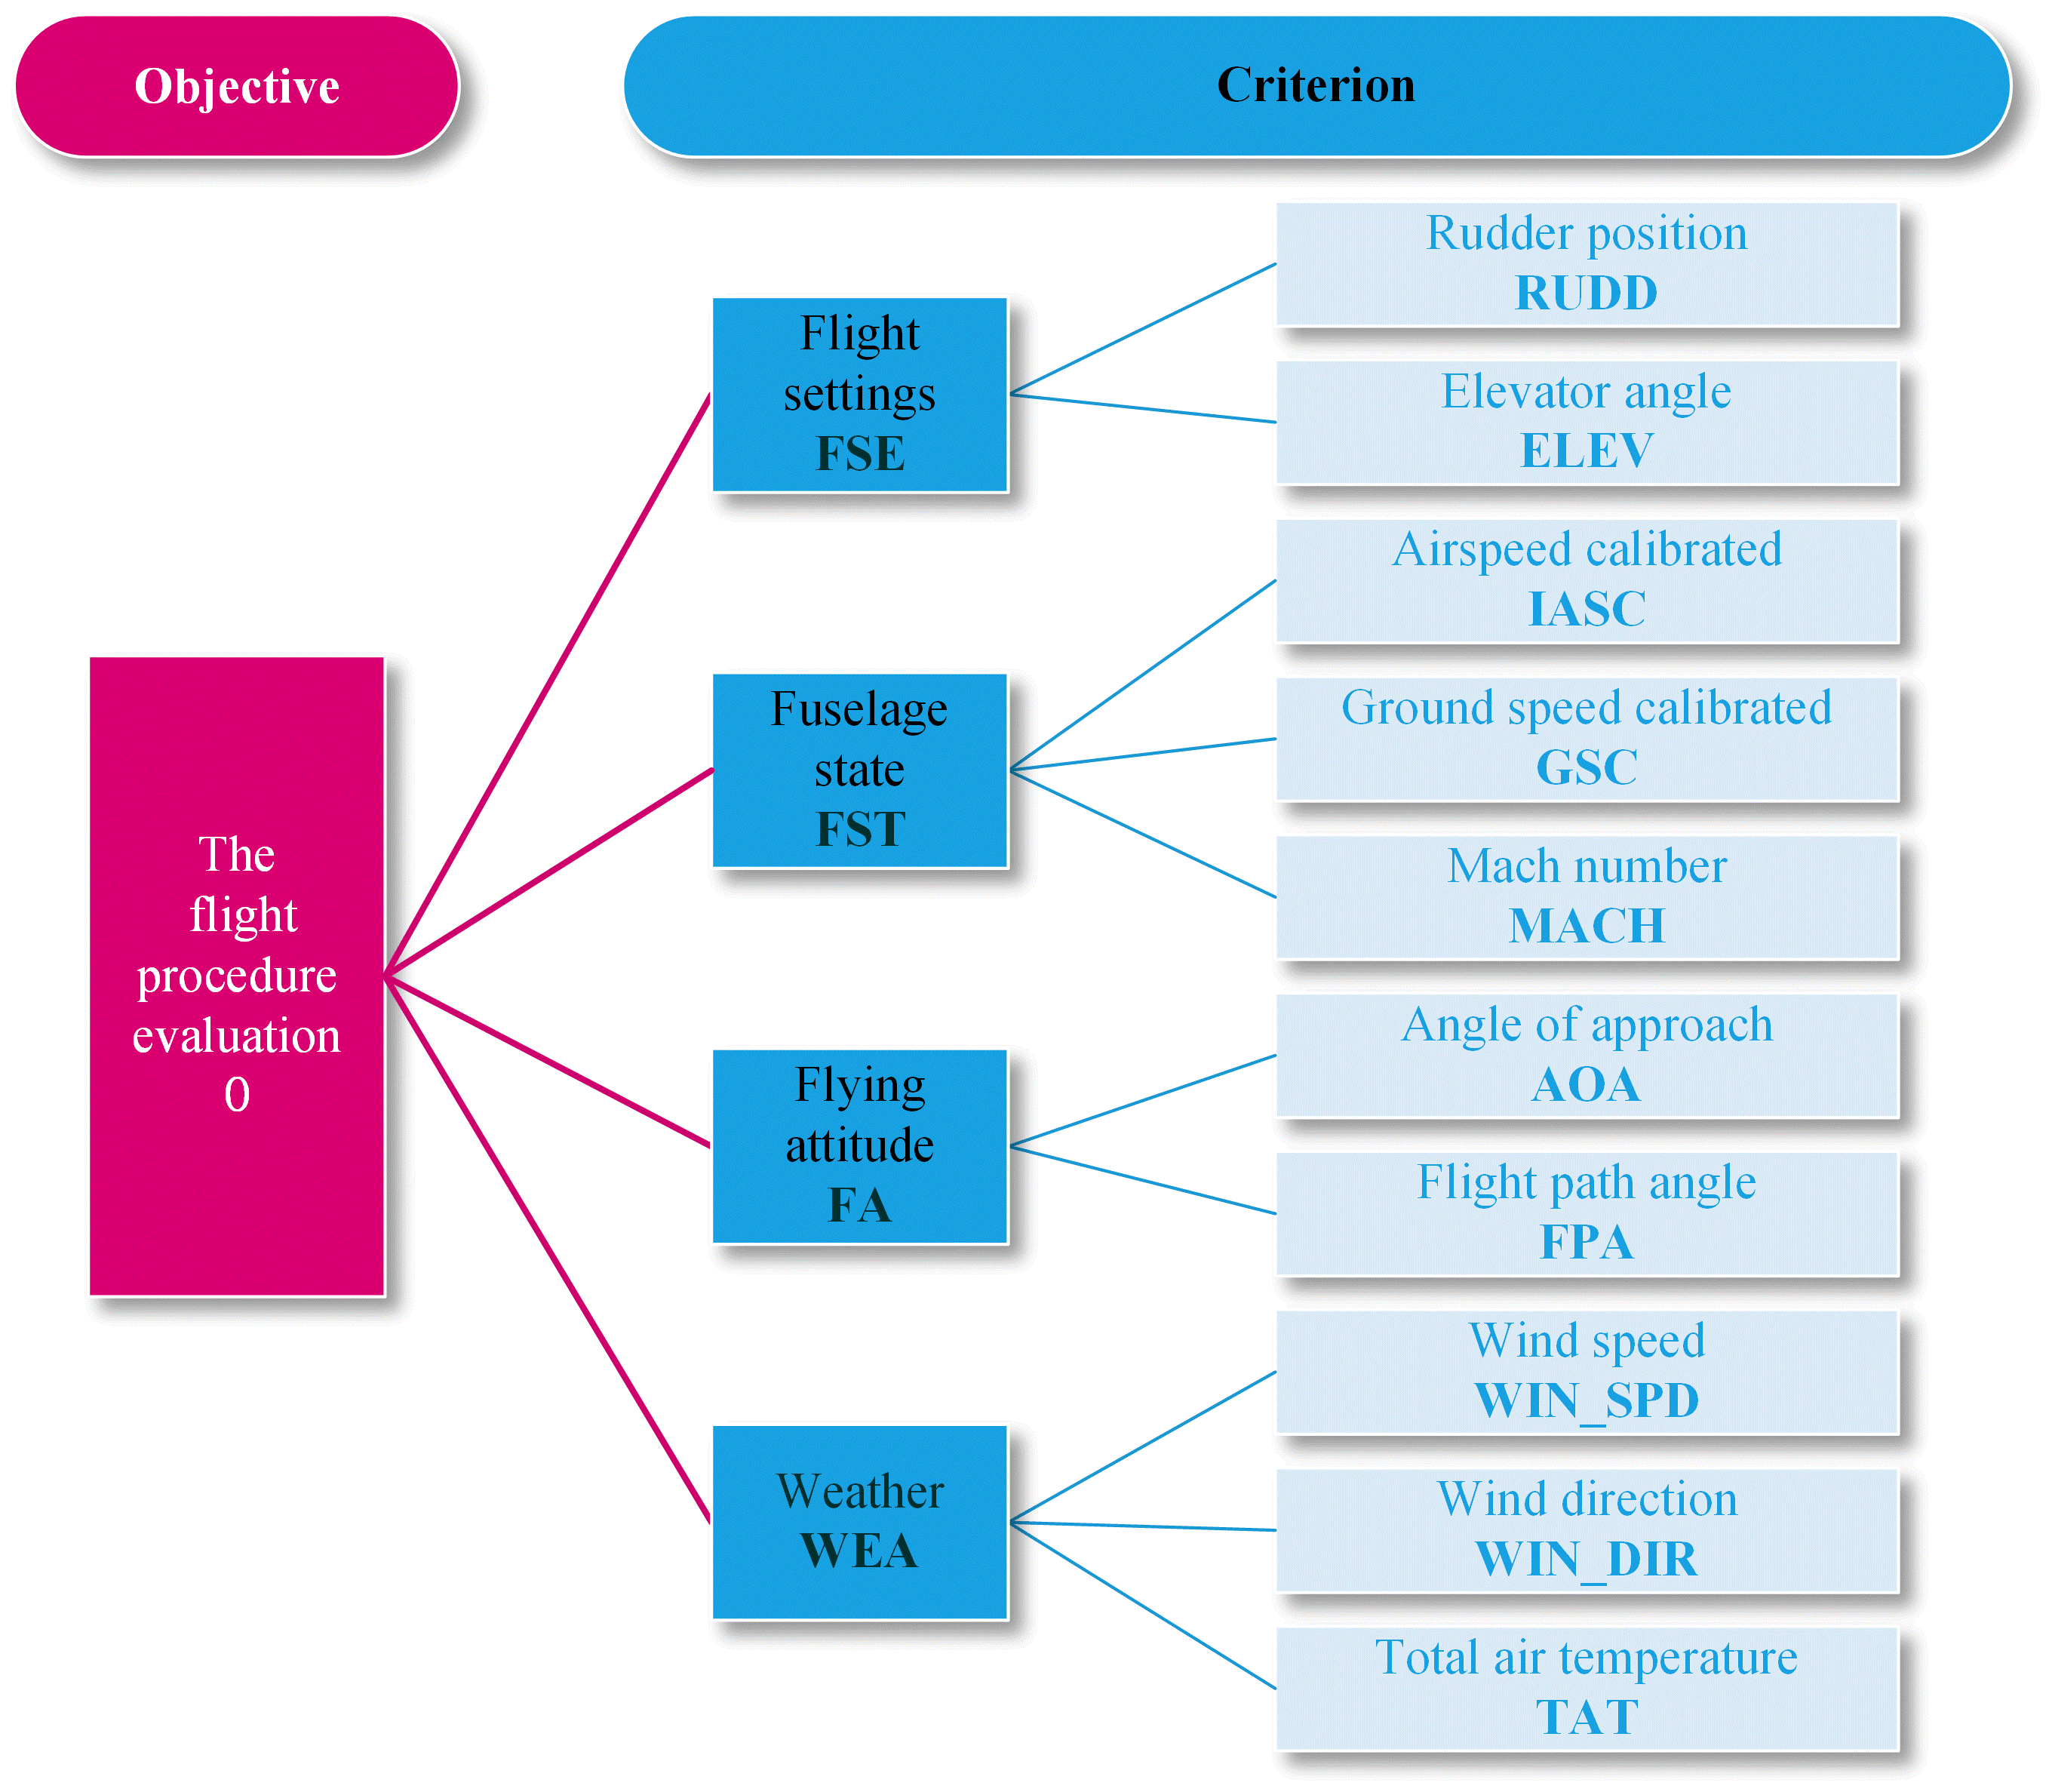 Objective
Criterion
The
flight
procedure
evaluation
0
Flight
settings
FSE
Rudder position
RUDD
Elevator angle
ELEV
Fuselage
state
FST
Airspeed calibrated
IASC
Ground speed calibrated
GSC
Mach number
MACH
Flying
attitude
FA
Angle of approach
AOA
Flight path angle
FPA
Weather
WEA
Wind speed
WIN_SPD
Wind direction
WIN_DIR
Total air temperature
TAT